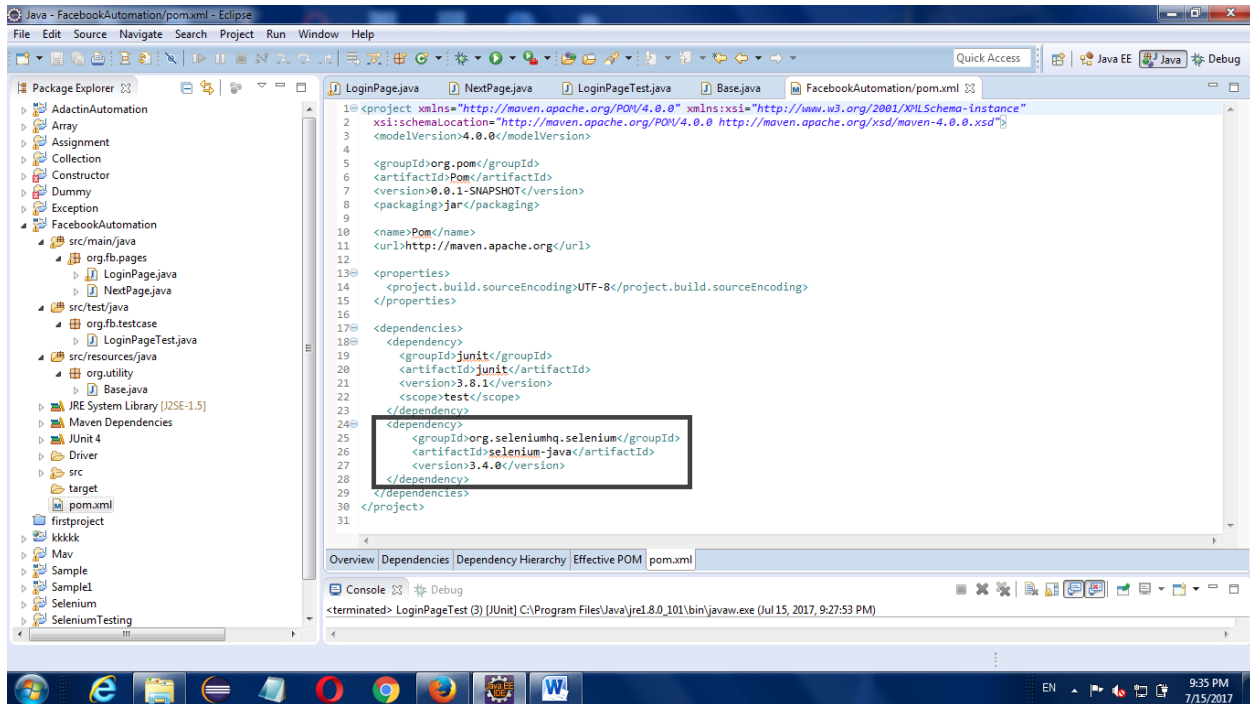 Java - FacebookAutomation/pom.xml - Eclipse
File Edit Source Navigate Search Project Run Window Help
Quick Access Java EE Java Debug
Package Explorer
AdactinAutomation
Array
Assignment
Collection
Constructor
Dummy
Exception
FacebookAutomation
src/main/java
org.fb.pages
LoginPage.java
NextPage.java
src/test/java
org.fb.testcase
LoginPageTest.java
src/resources/java
org.utility
Base.java
JRE System Library [J2SE-1.5]
Maven Dependencies
JUnit 4
Driver
src
target
pom.xml
firstproject
kkkkk
Mav
Sample
Sample1
Selenium
SeleniumTesting
LoginPage.java NextPage.java LoginPageTest.java Base.java FacebookAutomation/pom.xml
1 <project xmlns="http://maven.apache.org/POM/4.0.0" xmlns:xsi="http://www.w3.org/2001/XMLSchema-instance"
2 xsi:schemaLocation="http://maven.apache.org/POM/4.0.0 http://maven.apache.org/xsd/maven-4.0.0.xsd">
3 <modelVersion>4.0.0</modelVersion>
4
5 <groupId>org.pom</groupId>
6 <artifactId>Pom</artifactId>
7 <version>0.0.1-SNAPSHOT</version>
8 <packaging>jar</packaging>
9
10 <name>Pom</name>
11 <url>http://maven.apache.org</url>
12
13 <properties>
14 <project.build.sourceEncoding>UTF-8</project.build.sourceEncoding>
15 </properties>
16
17 <dependencies>
18 <dependency>
19 <groupId>junit</groupId>
20 <artifactId>junit</artifactId>
21 <version>3.8.1</version>
22 <scope>test</scope>
23 </dependency>
24 <dependency>
25 <groupId>org.seleniumhq.selenium</groupId>
26 <artifactId>selenium-java</artifactId>
27 <version>3.4.0</version>
28 </dependency>
29 </dependencies>
30 </project>
31
Overview Dependencies Dependency Hierarchy Effective POM pom.xml
Console Debug
<terminated> LoginPageTest (3) [JUnit] C:\Program Files\Java\jre1.8.0_101\bin\javaw.exe (Jul 15, 2017, 9:27:53 PM)
EN 9:35 PM
7/15/2017